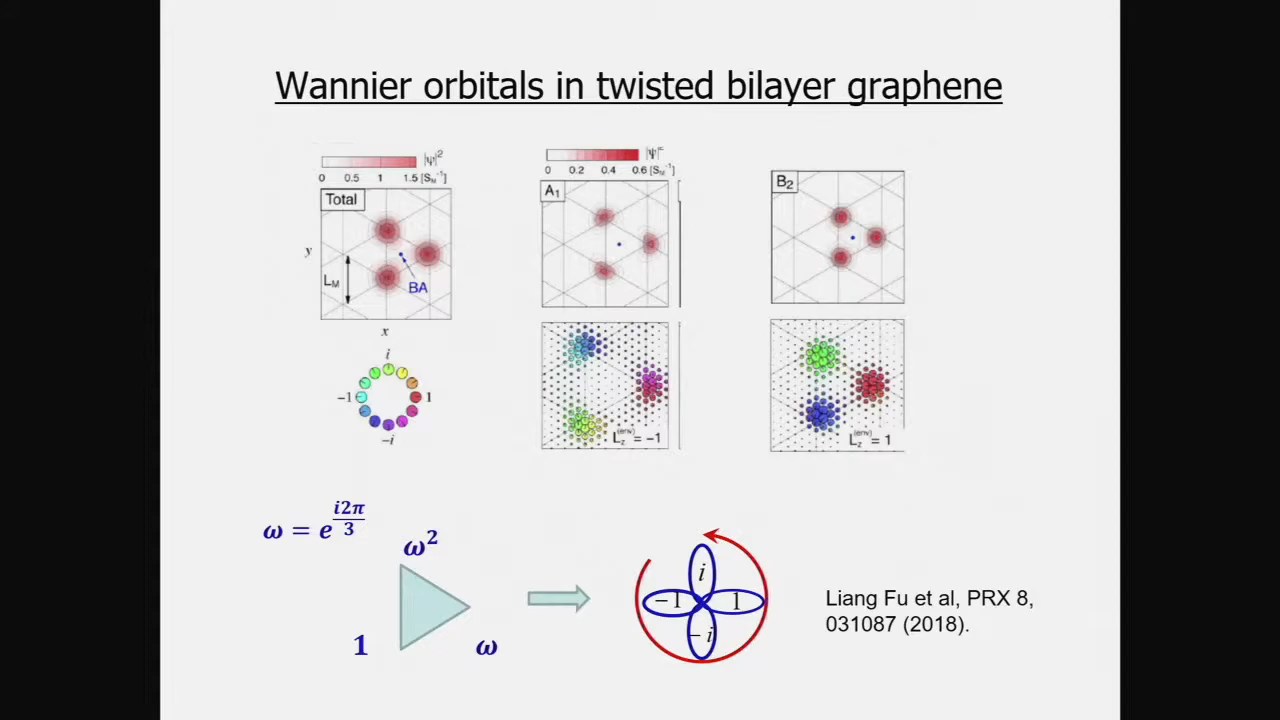 Wannier orbitals in twisted bilayer graphene
|Ψ|²
0 0.5 1 1.5 [S_M⁻¹]
Total
y
L_M
BA
x
i
−1
1
−i
0 0.2 0.4 0.6 [S_M⁻¹]
A₁
L_z^(env) = −1
B₂
L_z^(env) = 1
ω = e^(i2π/3)
ω²
1
ω
i
−1
1
−i
Liang Fu et al, PRX 8,
031087 (2018).